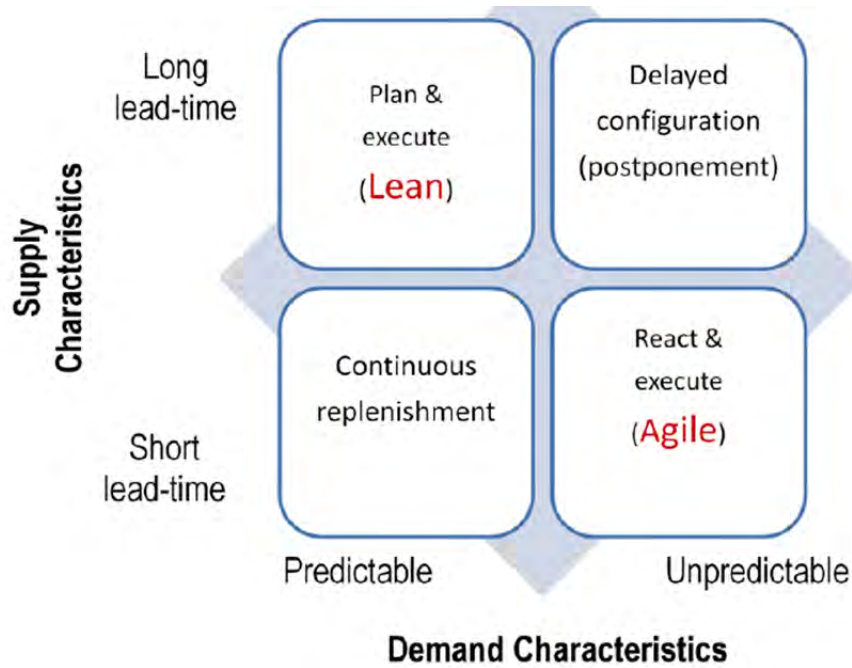 Long
lead-time
Plan &
execute
(Lean)
Delayed
configuration
(postponement)
Supply
Characteristics
Short
lead-time
Continuous
replenishment
React &
execute
(Agile)
Predictable
Unpredictable
Demand Characteristics